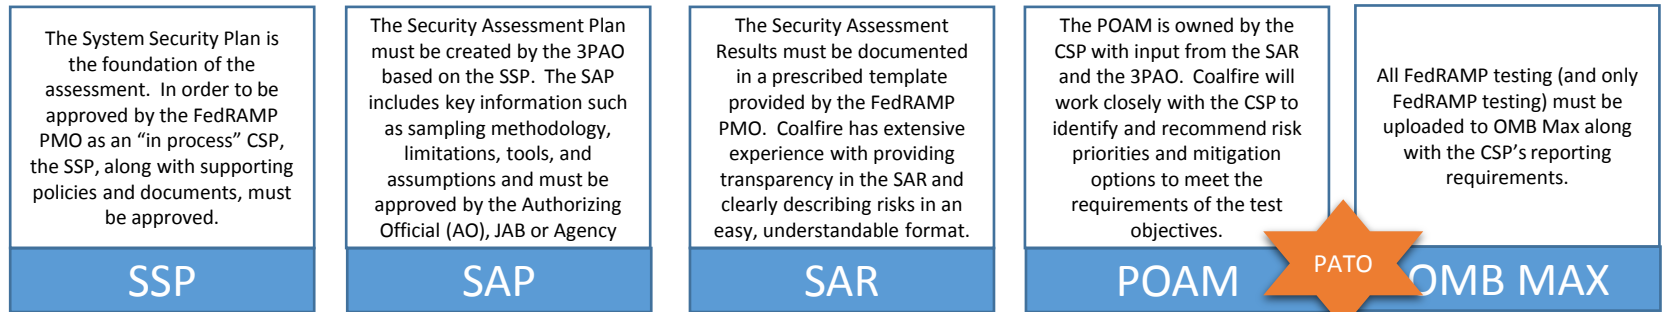 The System Security Plan is
the foundation of the
assessment. In order to be
approved by the FedRAMP
PMO as an “in process” CSP,
the SSP, along with supporting
policies and documents, must
be approved.
SSP
The Security Assessment Plan
must be created by the 3PAO
based on the SSP. The SAP
includes key information such
as sampling methodology,
limitations, tools, and
assumptions and must be
approved by the Authorizing
Official (AO), JAB or Agency
SAP
The Security Assessment
Results must be documented
in a prescribed template
provided by the FedRAMP
PMO. Coalfire has extensive
experience with providing
transparency in the SAR and
clearly describing risks in an
easy, understandable format.
SAR
The POAM is owned by the
CSP with input from the SAR
and the 3PAO. Coalfire will
work closely with the CSP to
identify and recommend risk
priorities and mitigation
options to meet the
requirements of the test
objectives.
POAM
PATO
All FedRAMP testing (and only
FedRAMP testing) must be
uploaded to OMB Max along
with the CSP’s reporting
requirements.
OMB MAX